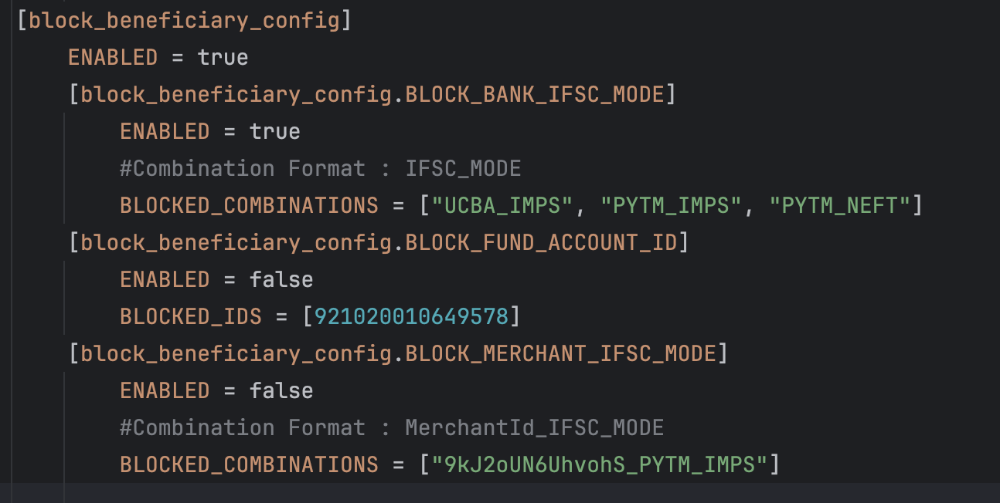 [block_beneficiary_config]
ENABLED = true
[block_beneficiary_config.BLOCK_BANK_IFSC_MODE]
ENABLED = true
#Combination Format : IFSC_MODE
BLOCKED_COMBINATIONS = ["UCBA_IMPS", "PYTM_IMPS", "PYTM_NEFT"]
[block_beneficiary_config.BLOCK_FUND_ACCOUNT_ID]
ENABLED = false
BLOCKED_IDS = [921020010649578]
[block_beneficiary_config.BLOCK_MERCHANT_IFSC_MODE]
ENABLED = false
#Combination Format : MerchantId_IFSC_MODE
BLOCKED_COMBINATIONS = ["9kJ2oUN6UhvohS_PYTM_IMPS"]